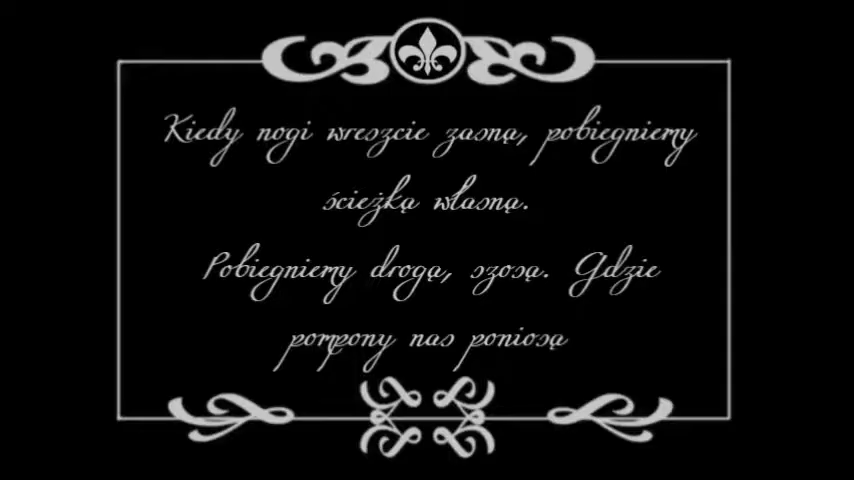 Kiedy nogi wreszcie zasną, pobiegniemy
ścieżką własną.
Pobiegniemy drogą, szosą. Gdzie
pompony nas poniosą